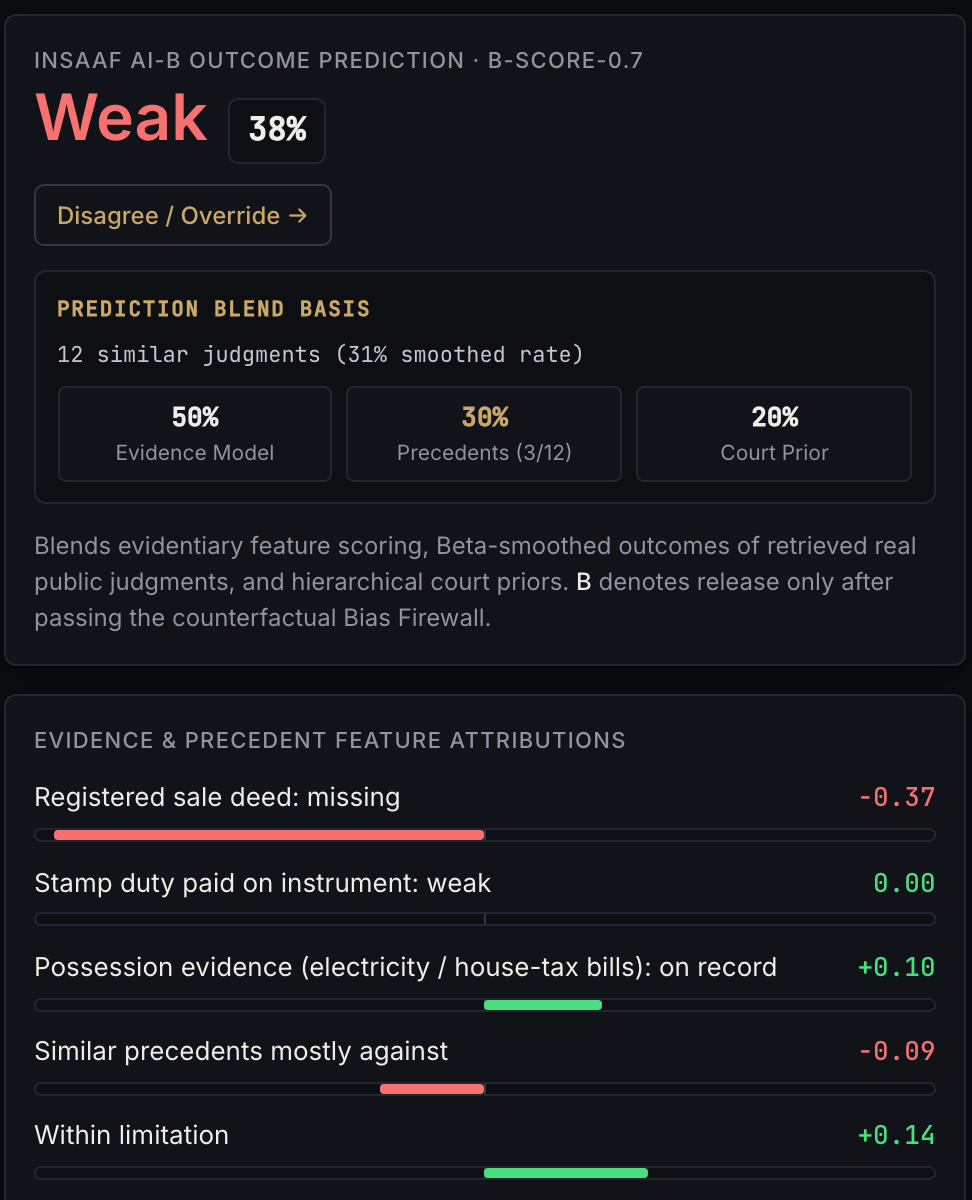 INSAAF AI-B OUTCOME PREDICTION · B-SCORE-0.7
Weak 38%
Disagree / Override →
PREDICTION BLEND BASIS
12 similar judgments (31% smoothed rate)
50% 30% 20%
Evidence Model Precedents (3/12) Court Prior
Blends evidentiary feature scoring, Beta-smoothed outcomes of retrieved real
public judgments, and hierarchical court priors. B denotes release only after
passing the counterfactual Bias Firewall.
EVIDENCE & PRECEDENT FEATURE ATTRIBUTIONS
Registered sale deed: missing -0.37
Stamp duty paid on instrument: weak 0.00
Possession evidence (electricity / house-tax bills): on record +0.10
Similar precedents mostly against -0.09
Within limitation +0.14